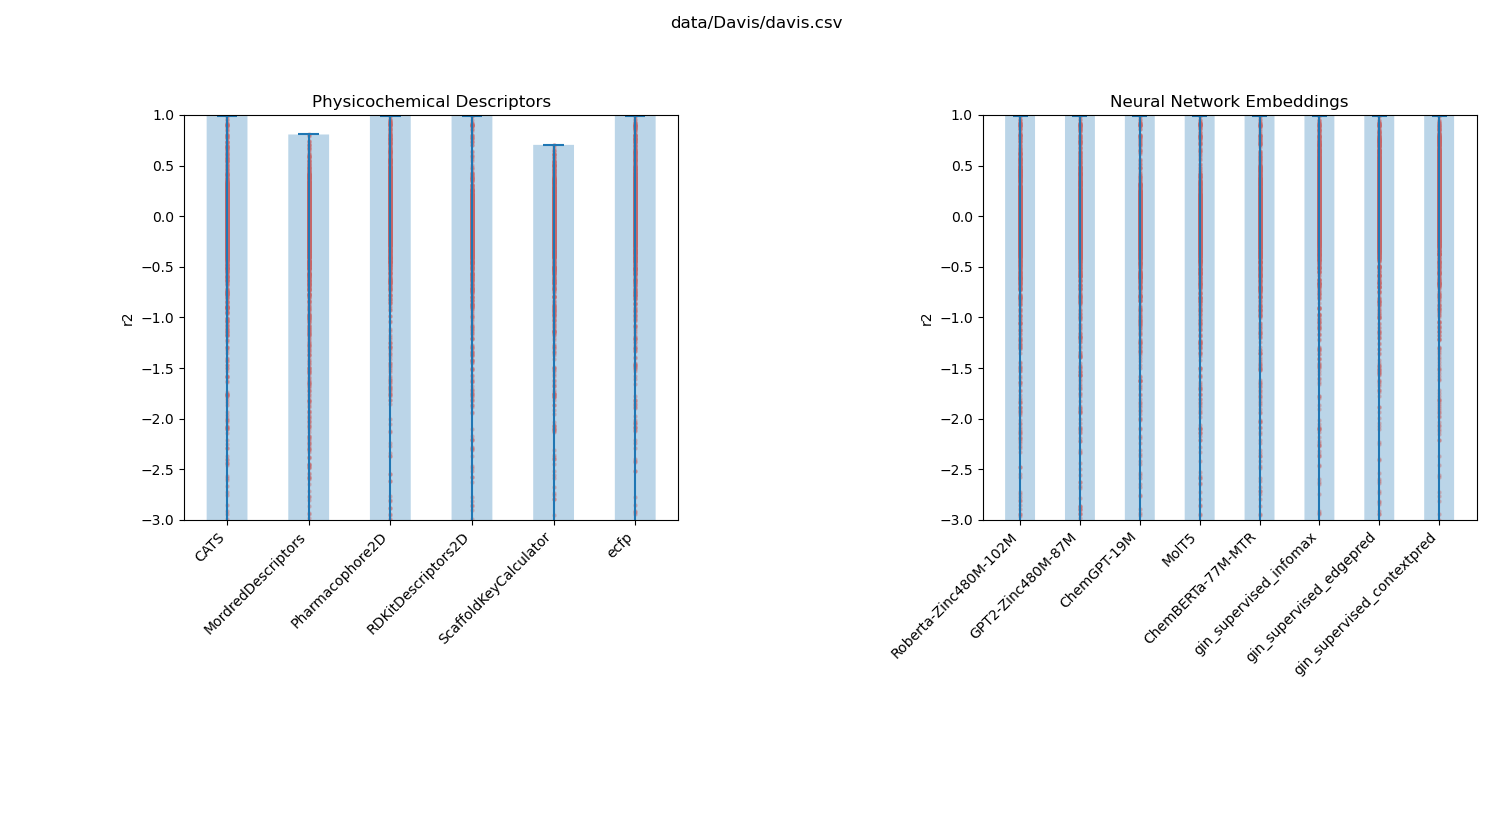 data/Davis/davis.csv
Physicochemical Descriptors
1.0
0.5
0.0
−0.5
−1.0
−1.5
−2.0
−2.5
−3.0
r2
CATS
MordredDescriptors
Pharmacophore2D
RDKitDescriptors2D
ScaffoldKeyCalculator
ecfp
Neural Network Embeddings
1.0
0.5
0.0
−0.5
−1.0
−1.5
−2.0
−2.5
−3.0
r2
Roberta-Zinc480M-102M
GPT2-Zinc480M-87M
ChemGPT-19M
MolT5
ChemBERTa-77M-MTR
gin_supervised_infomax
gin_supervised_edgepred
gin_supervised_contextpred